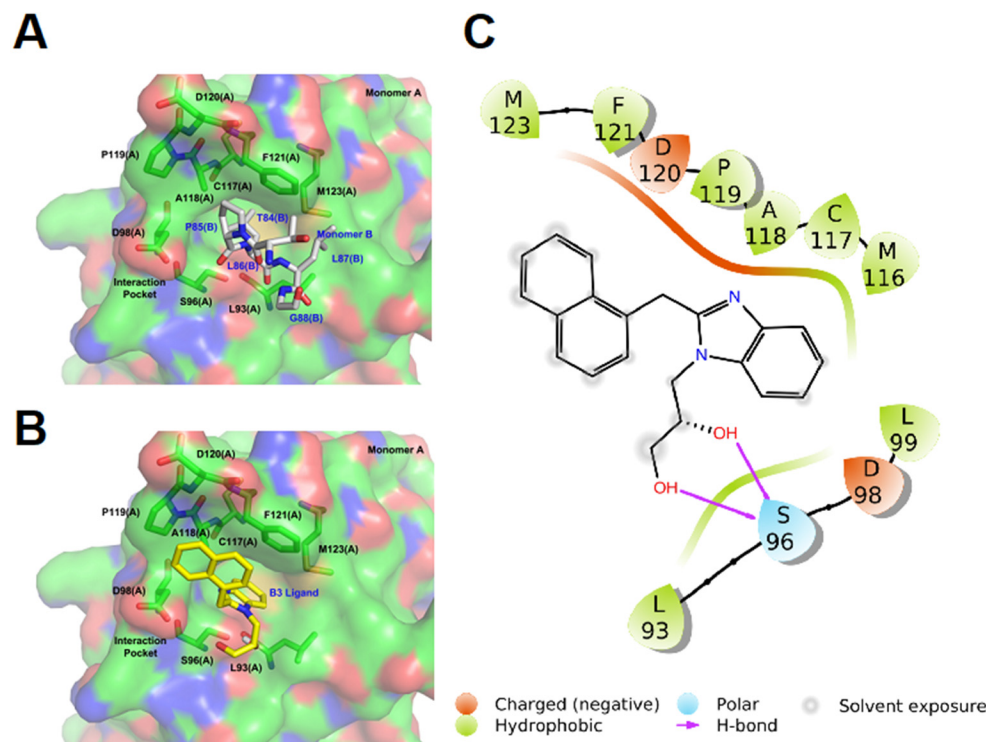 A
D120(A)
Monomer A
P119(A)
F121(A)
C117(A)
M123(A)
A118(A)
T84(B)
P85(B)
D98(A)
Monomer B
L86(B)
L87(B)
Interaction
Pocket
S96(A)
L93(A)
G88(B)
B
D120(A)
Monomer A
P119(A)
F121(A)
A118(A)
C117(A)
M123(A)
D98(A)
B3 Ligand
Interaction
Pocket
S96(A)
L93(A)
C
M
123
F
121
D
120
P
119
A
118
C
117
M
116
N
N
OH
OH
L
99
D
98
S
96
L
93
Charged (negative)
Hydrophobic
Polar
H-bond
Solvent exposure